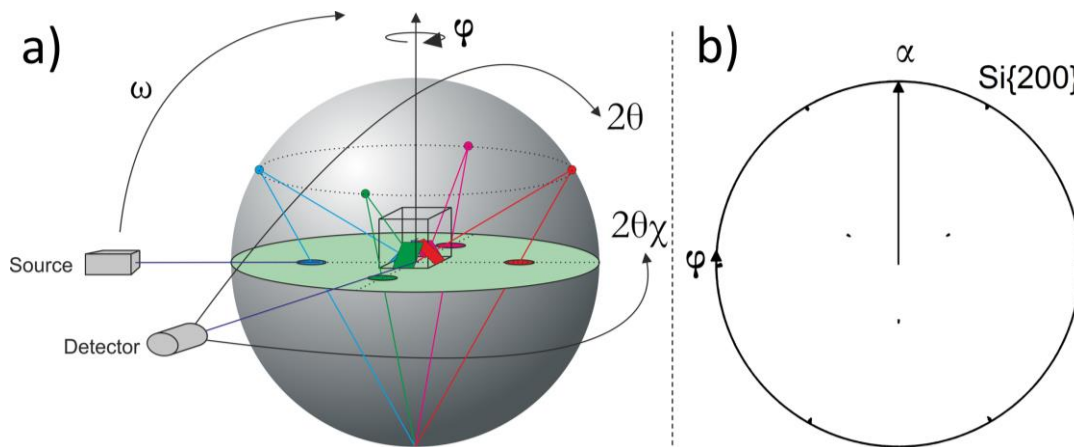 a)
ω
φ
2θ
2θχ
Source
Detector
b)
α
Si{200}
φ